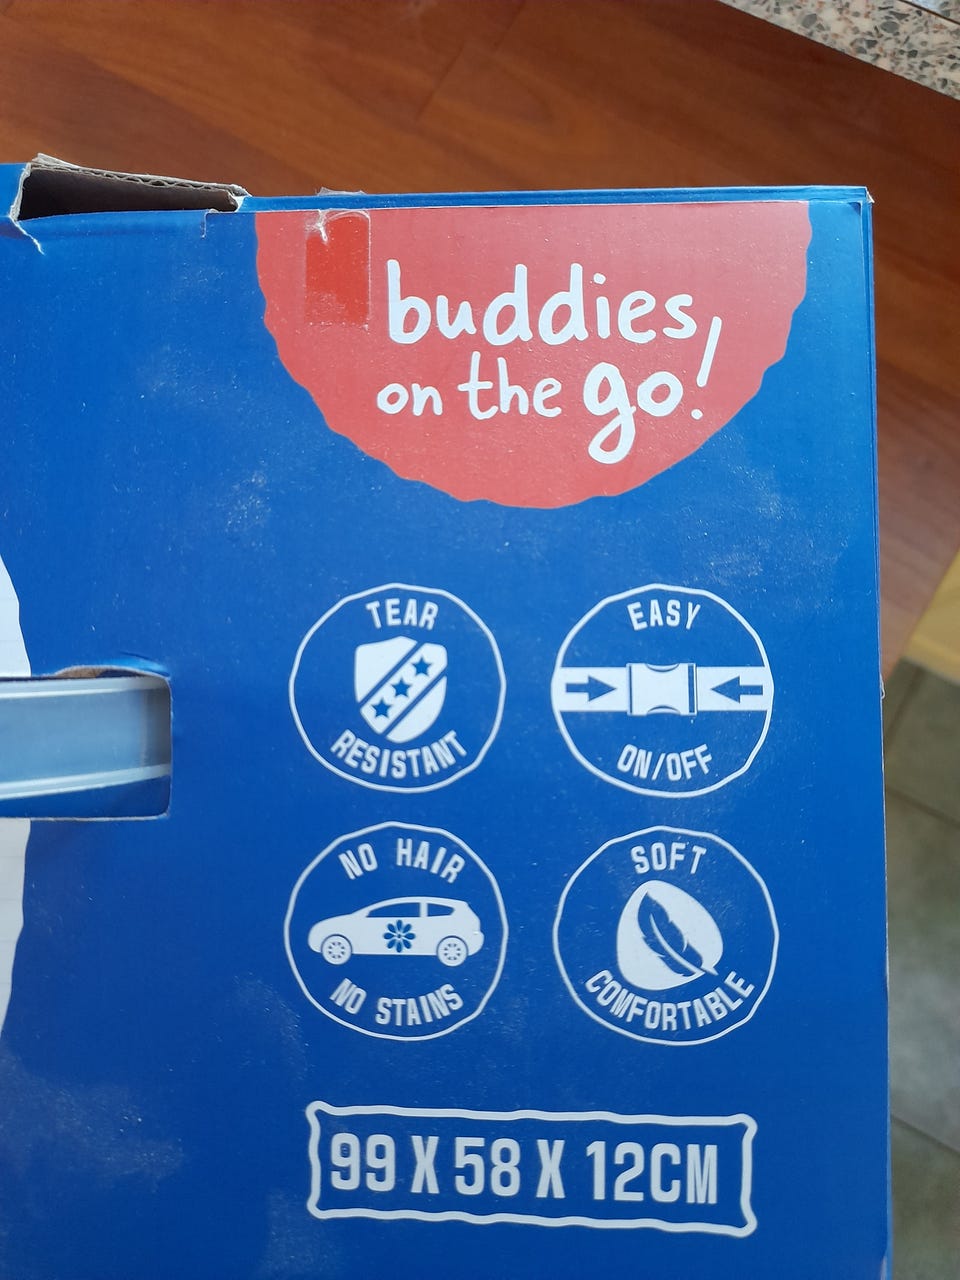 buddies
on the go!
TEAR
RESISTANT
EASY
ON/OFF
NO HAIR
NO STAINS
SOFT
COMFORTABLE
99 X 58 X 12CM